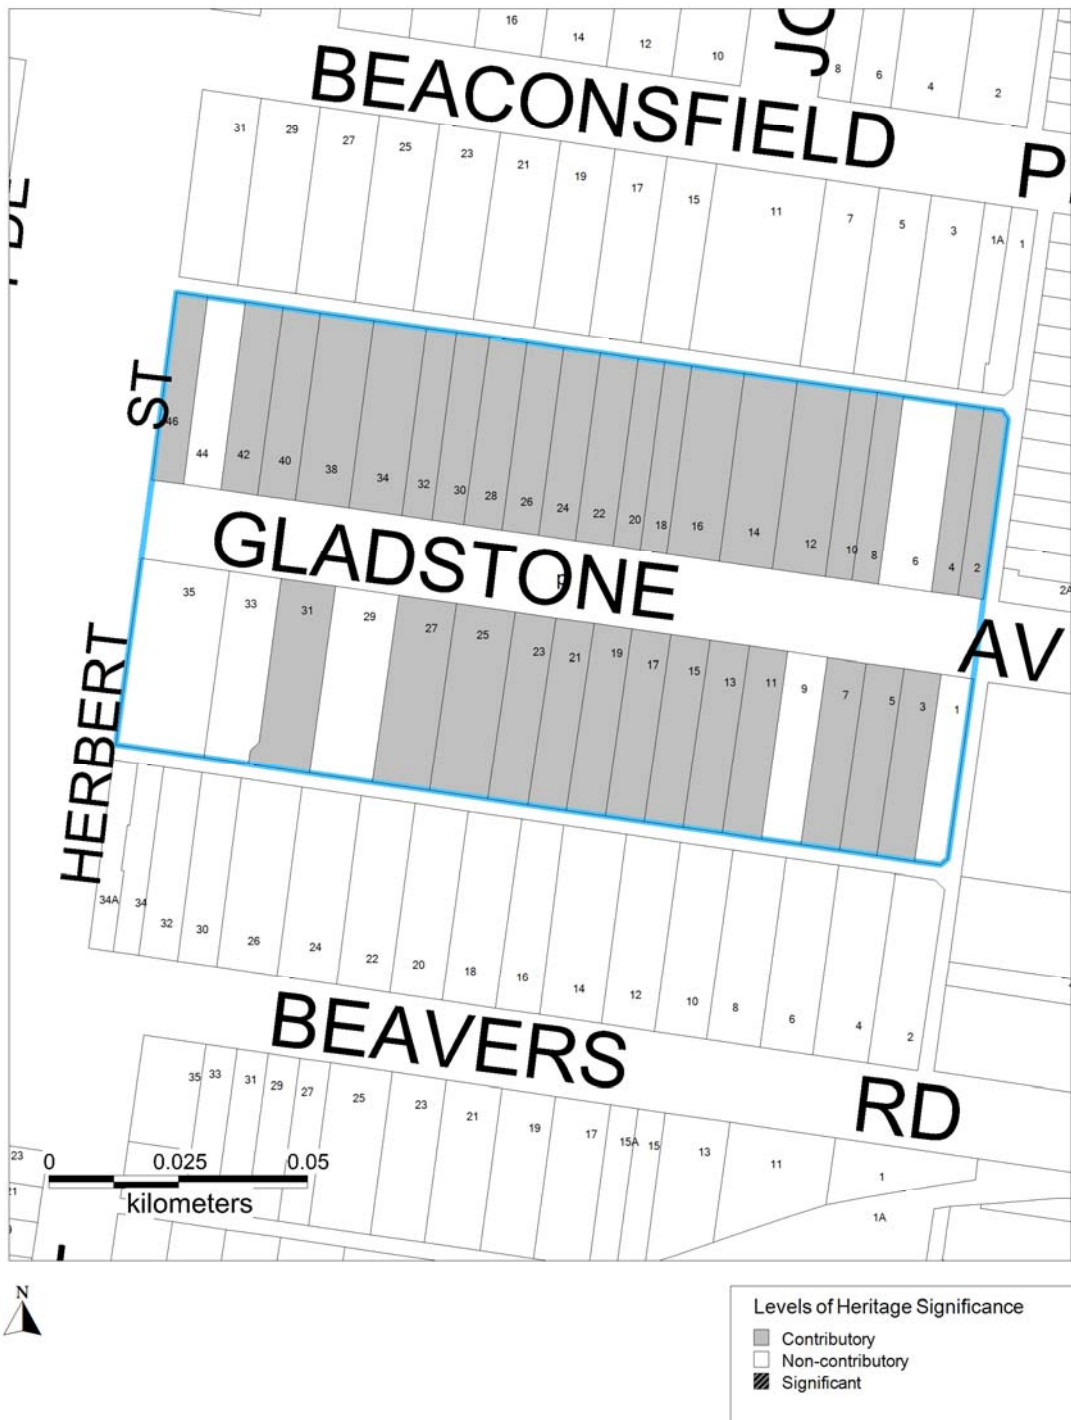 16 14 12 10
JO
8 6 4 2
BEACONSFIELD
31 29 27 25 23 21 19 17 15 11 7 5 3 1A 1
46 44 42 40 38 34 32 30 28 26 24 22 20 18 16 14 12 10 8 6 4 2
ST
GLADSTONE AV
p
2A
35 33 31 29 27 25 23 21 19 17 15 13 11 9 7 5 3 1
HERBERT
34A 34 32 30 26 24 22 20 18 16 14 12 10 8 6 4 2
BEAVERS RD
35 33 31 29 27 25 23 21 19 17 15A 15 13 11 1
1A
23
21
0 0.025 0.05
kilometers
N
Levels of Heritage Significance
Contributory
Non-contributory
Significant